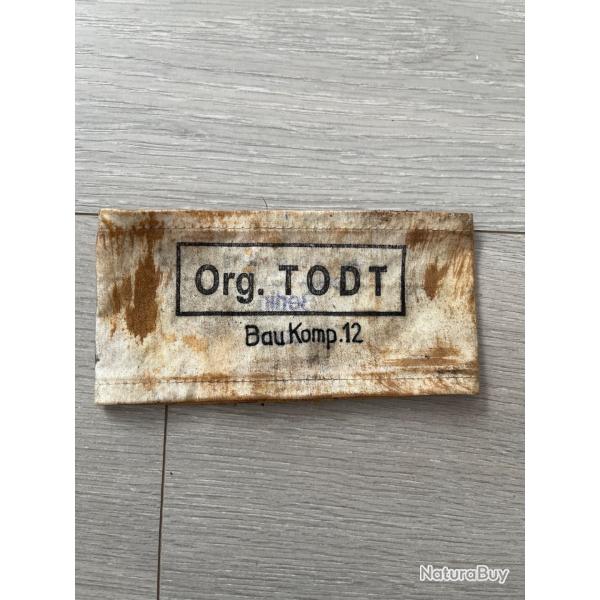 Org. TODT
Bau Komp.12
NaturaBuy